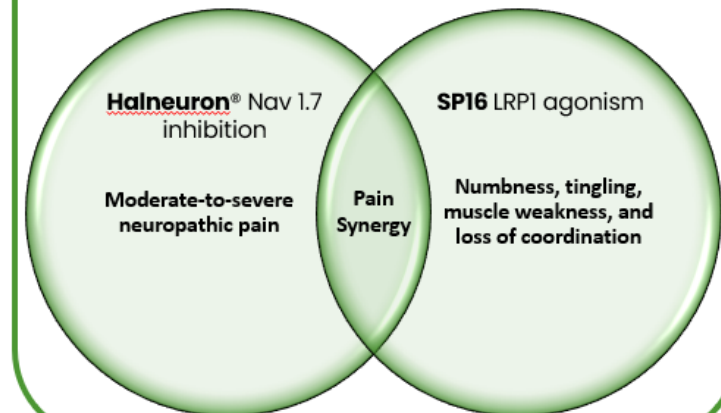 Halneuron® Nav 1.7
inhibition
Moderate-to-severe
neuropathic pain
Pain
Synergy
SP16 LRP1 agonism
Numbness, tingling,
muscle weakness, and
loss of coordination